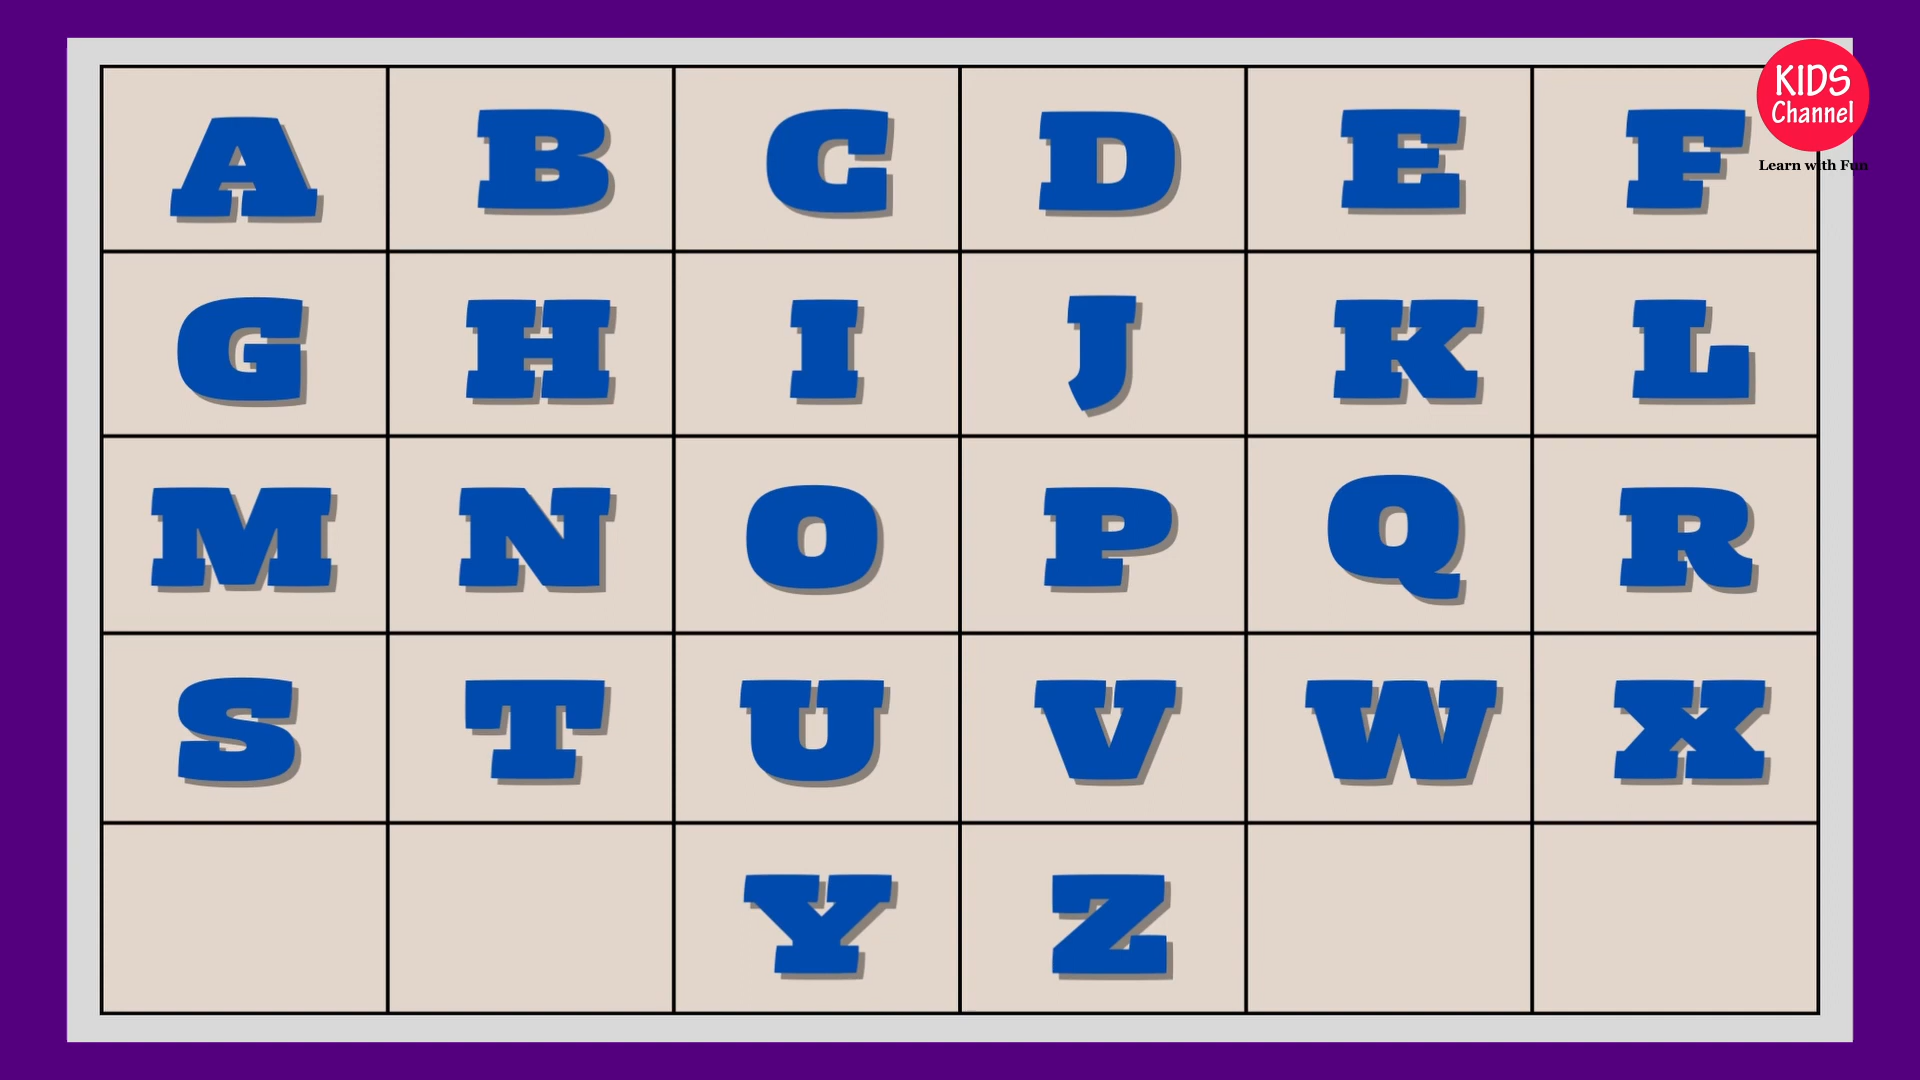 A B C D E F
KIDS
Channel
Learn with Fun
G H I J K L
M N O P Q R
S T U V W X
Y Z